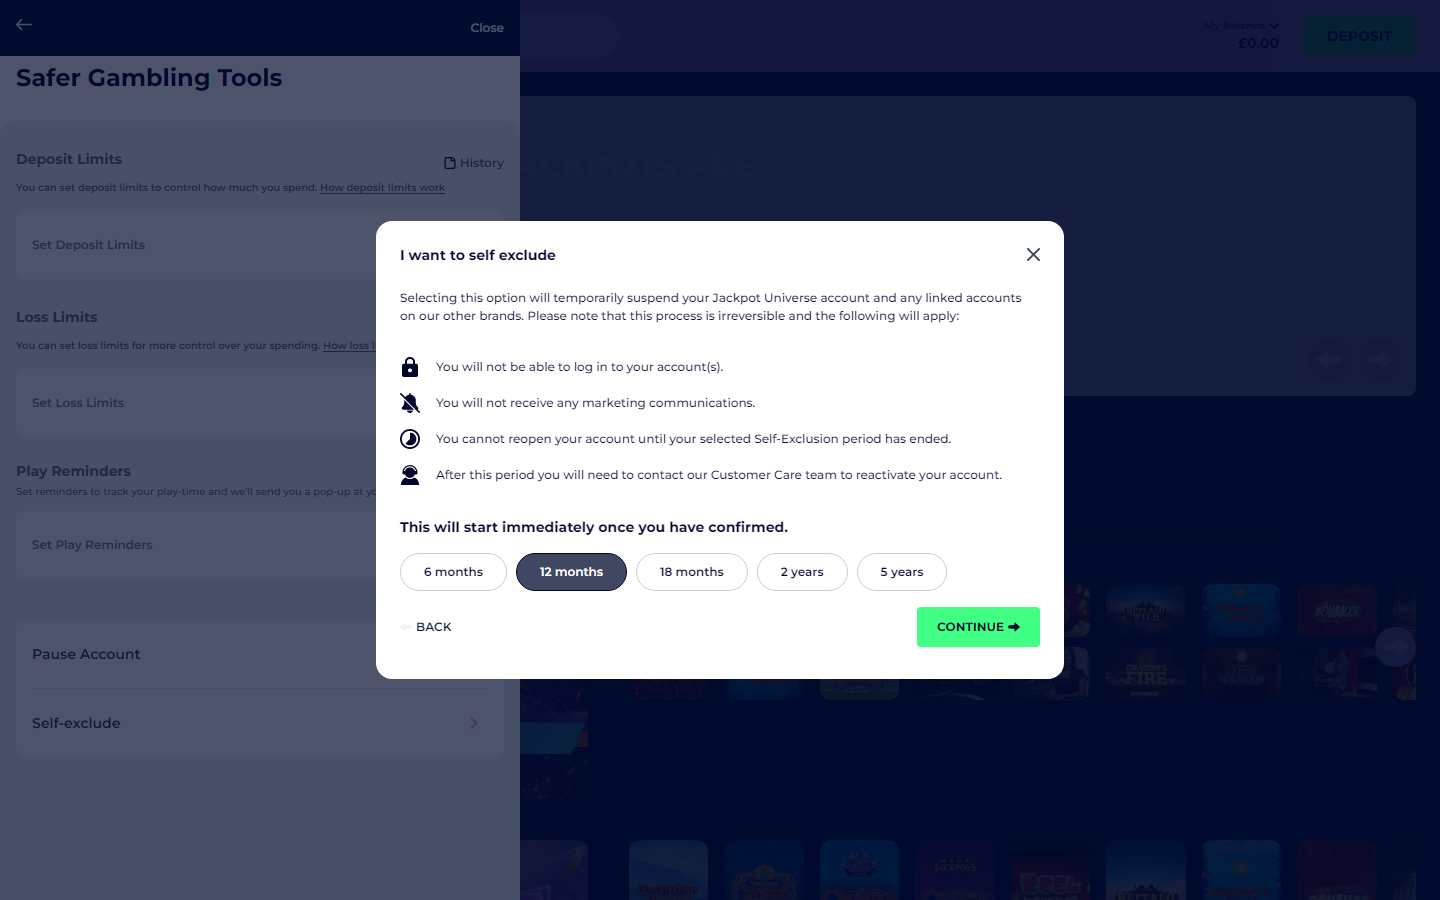 Close
My Balance
£0.00
DEPOSIT
Safer Gambling Tools
JACKPOTS ARE
Deposit Limits
History
You can set deposit limits to control how much you spend. How deposit limits work
Set Deposit Limits
Loss Limits
You can set loss limits for more control over your spending. How loss l
Set Loss Limits
Play Reminders
Set reminders to track your play-time and we'll send you a pop-up at yo
Set Play Reminders
Pause Account
Self-exclude
I want to self exclude
Selecting this option will temporarily suspend your Jackpot Universe account and any linked accounts
on our other brands. Please note that this process is irreversible and the following will apply:
You will not be able to log in to your account(s).
You will not receive any marketing communications.
You cannot reopen your account until your selected Self-Exclusion period has ended.
After this period you will need to contact our Customer Care team to reactivate your account.
This will start immediately once you have confirmed.
6 months
12 months
18 months
2 years
5 years
BACK
CONTINUE
BONANZA
DRAGON'S
FIRE
REEL